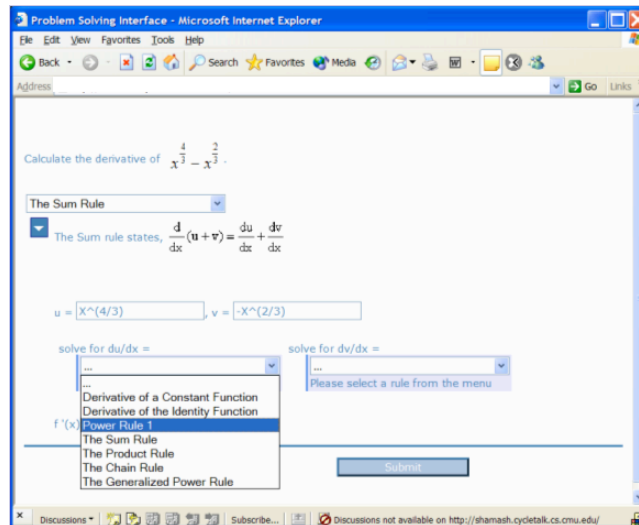 Problem Solving Interface - Microsoft Internet Explorer
File Edit View Favorites Tools Help
Back Search Favorites Media
Address Go Links
Calculate the derivative of x^(4/3) − x^(2/3) .
The Sum Rule
The Sum rule states, d/dx (u + v) = du/dx + dv/dx
u = X^(4/3) , v = -X^(2/3)
solve for du/dx = solve for dv/dx =
... ...
... Please select a rule from the menu
Derivative of a Constant Function
Derivative of the Identity Function
f '(x) Power Rule 1
The Sum Rule
The Product Rule
The Chain Rule
The Generalized Power Rule
Submit
× Discussions Subscribe... Discussions not available on http://shamash.cycletalk.cs.cmu.edu/